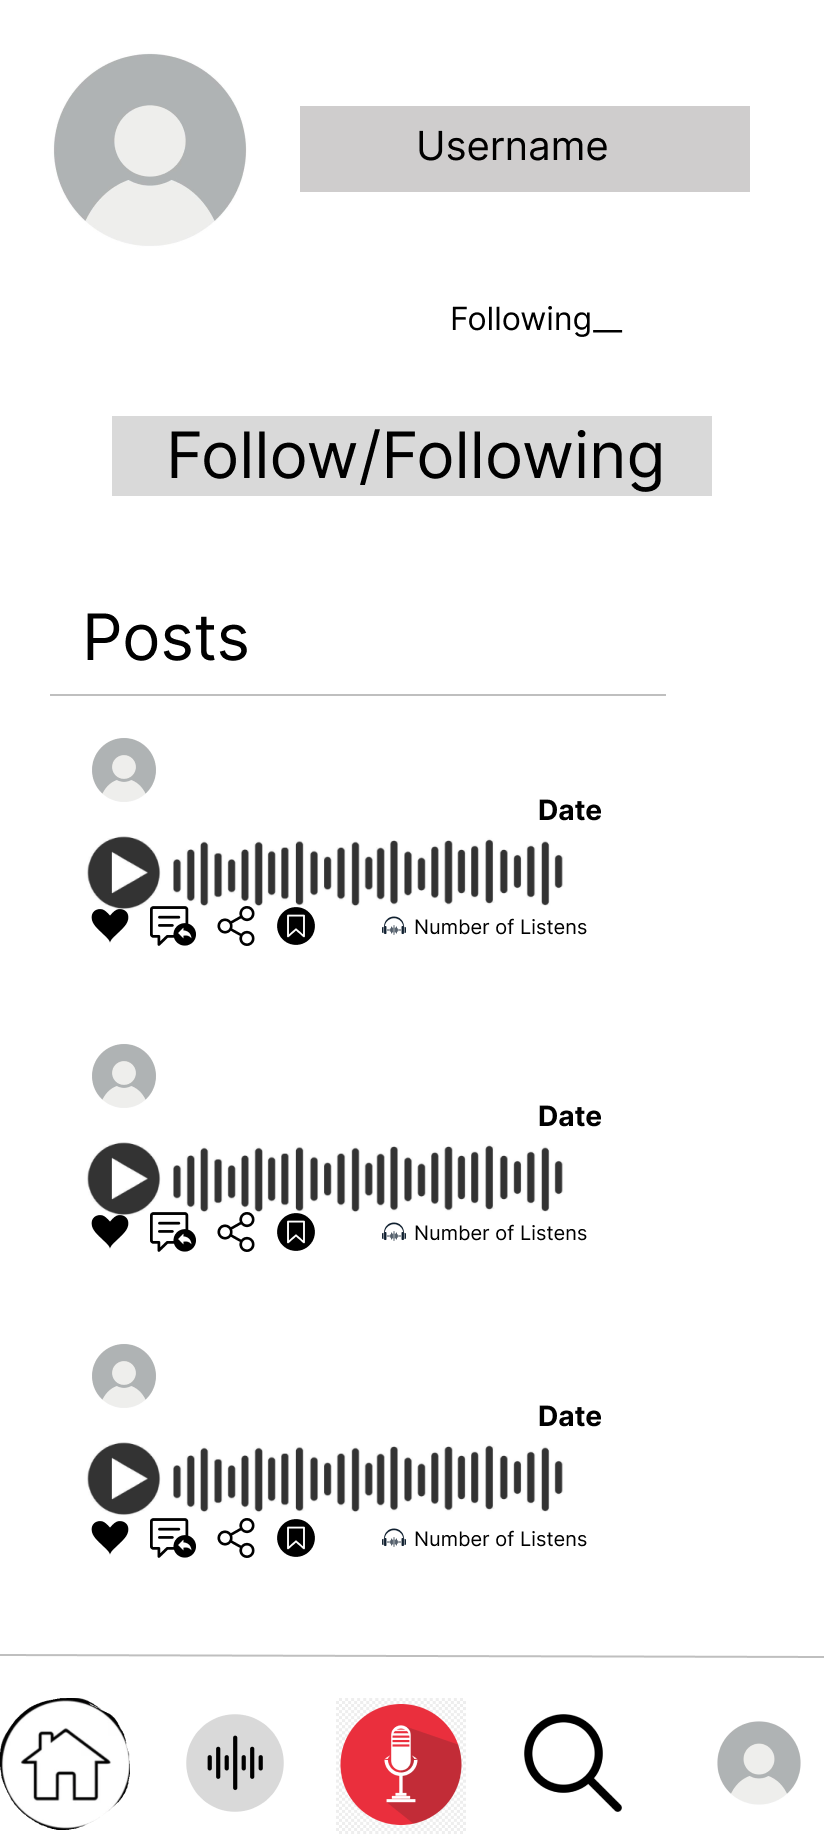 Username
Following__
Follow/Following
Posts
Date
Number of Listens
Date
Number of Listens
Date
Number of Listens